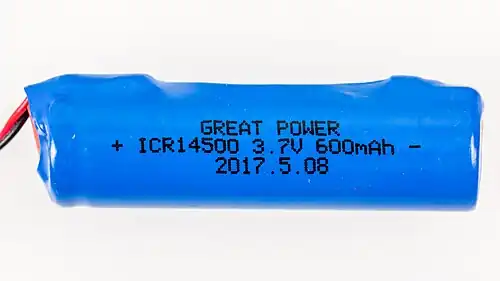 GREAT POWER
+ ICR14500 3.7V 600mAh -
2017.5.08